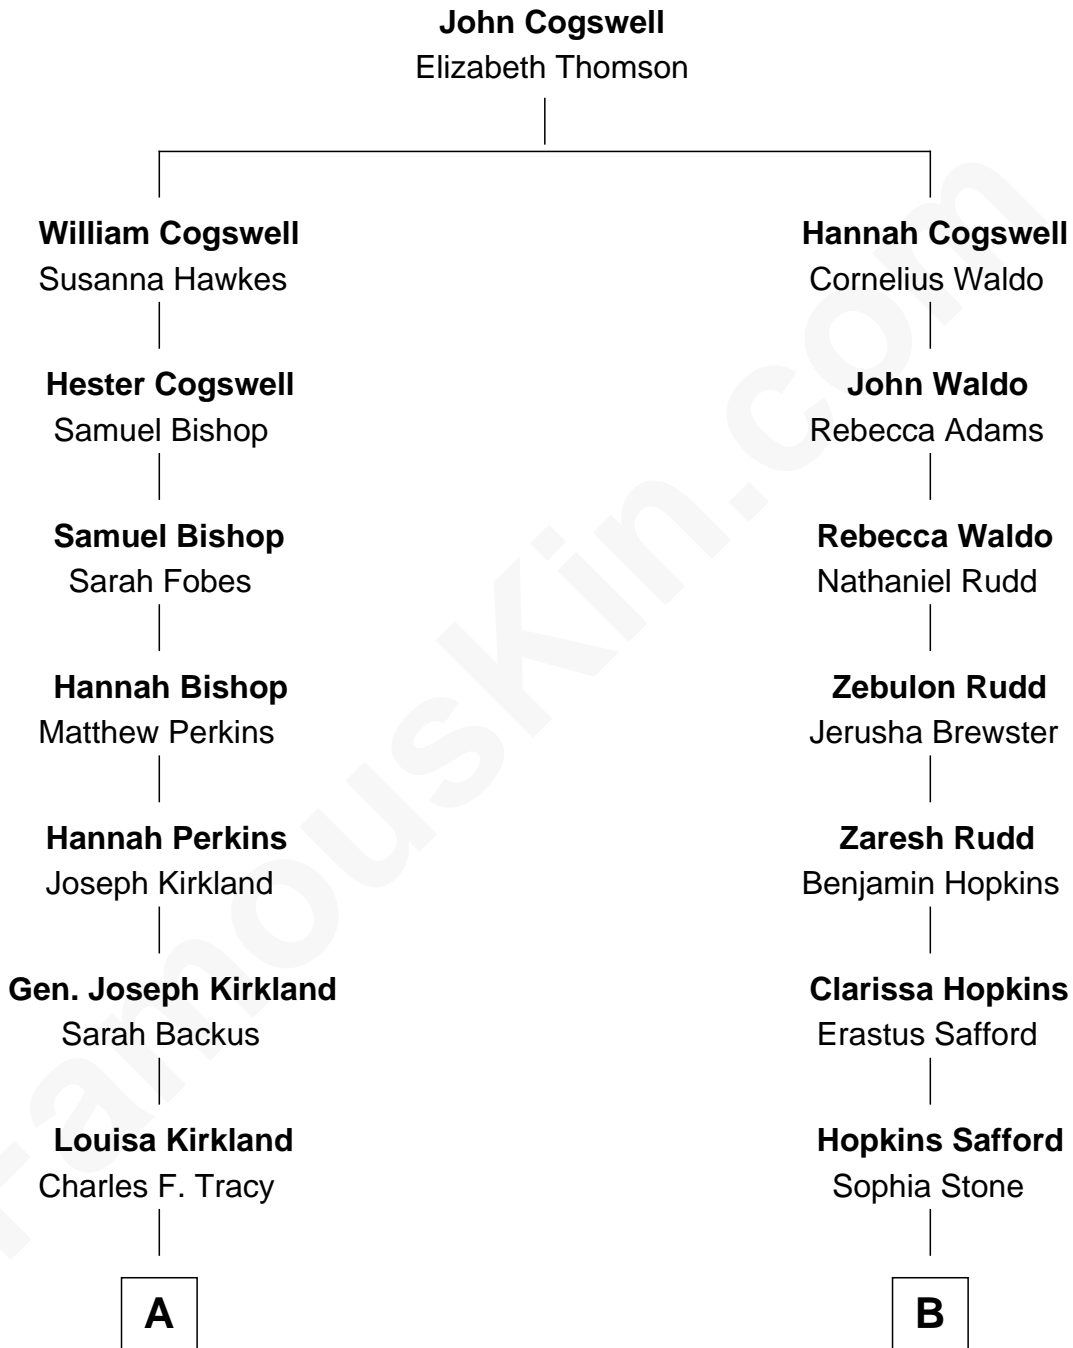 John Cogswell
Elizabeth Thomson
William Cogswell
Susanna Hawkes
Hester Cogswell
Samuel Bishop
Samuel Bishop
Sarah Fobes
Hannah Bishop
Matthew Perkins
Hannah Perkins
Joseph Kirkland
Gen. Joseph Kirkland
Sarah Backus
Louisa Kirkland
Charles F. Tracy
A
Hannah Cogswell
Cornelius Waldo
John Waldo
Rebecca Adams
Rebecca Waldo
Nathaniel Rudd
Zebulon Rudd
Jerusha Brewster
Zaresh Rudd
Benjamin Hopkins
Clarissa Hopkins
Erastus Safford
Hopkins Safford
Sophia Stone
B
FamousKin.com